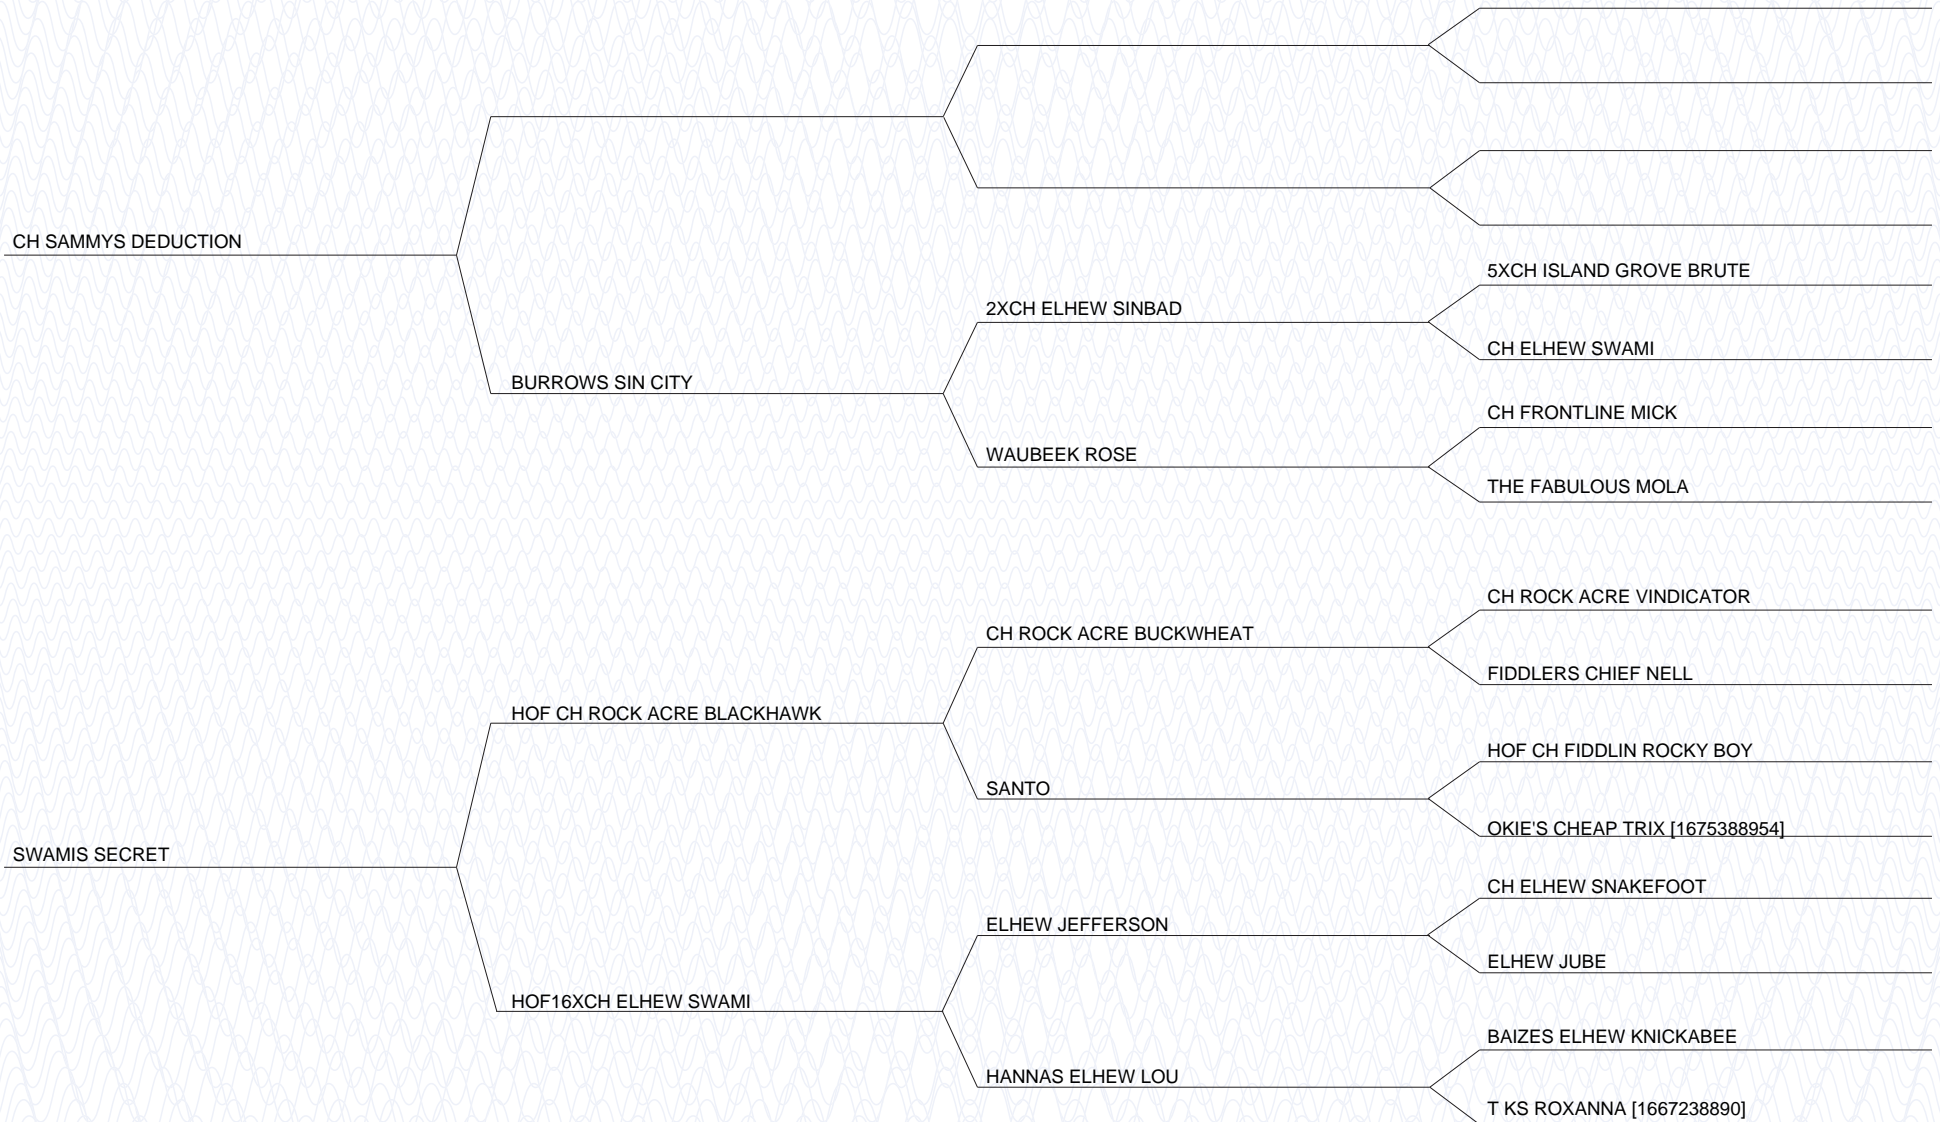 CH SAMMYS DEDUCTION
BURROWS SIN CITY
2XCH ELHEW SINBAD
5XCH ISLAND GROVE BRUTE
CH ELHEW SWAMI
WAUBEEK ROSE
CH FRONTLINE MICK
THE FABULOUS MOLA
SWAMIS SECRET
HOF CH ROCK ACRE BLACKHAWK
CH ROCK ACRE BUCKWHEAT
CH ROCK ACRE VINDICATOR
FIDDLERS CHIEF NELL
SANTO
HOF CH FIDDLIN ROCKY BOY
OKIE'S CHEAP TRIX [1675388954]
HOF16XCH ELHEW SWAMI
ELHEW JEFFERSON
CH ELHEW SNAKEFOOT
ELHEW JUBE
HANNAS ELHEW LOU
BAIZES ELHEW KNICKABEE
T KS ROXANNA [1667238890]